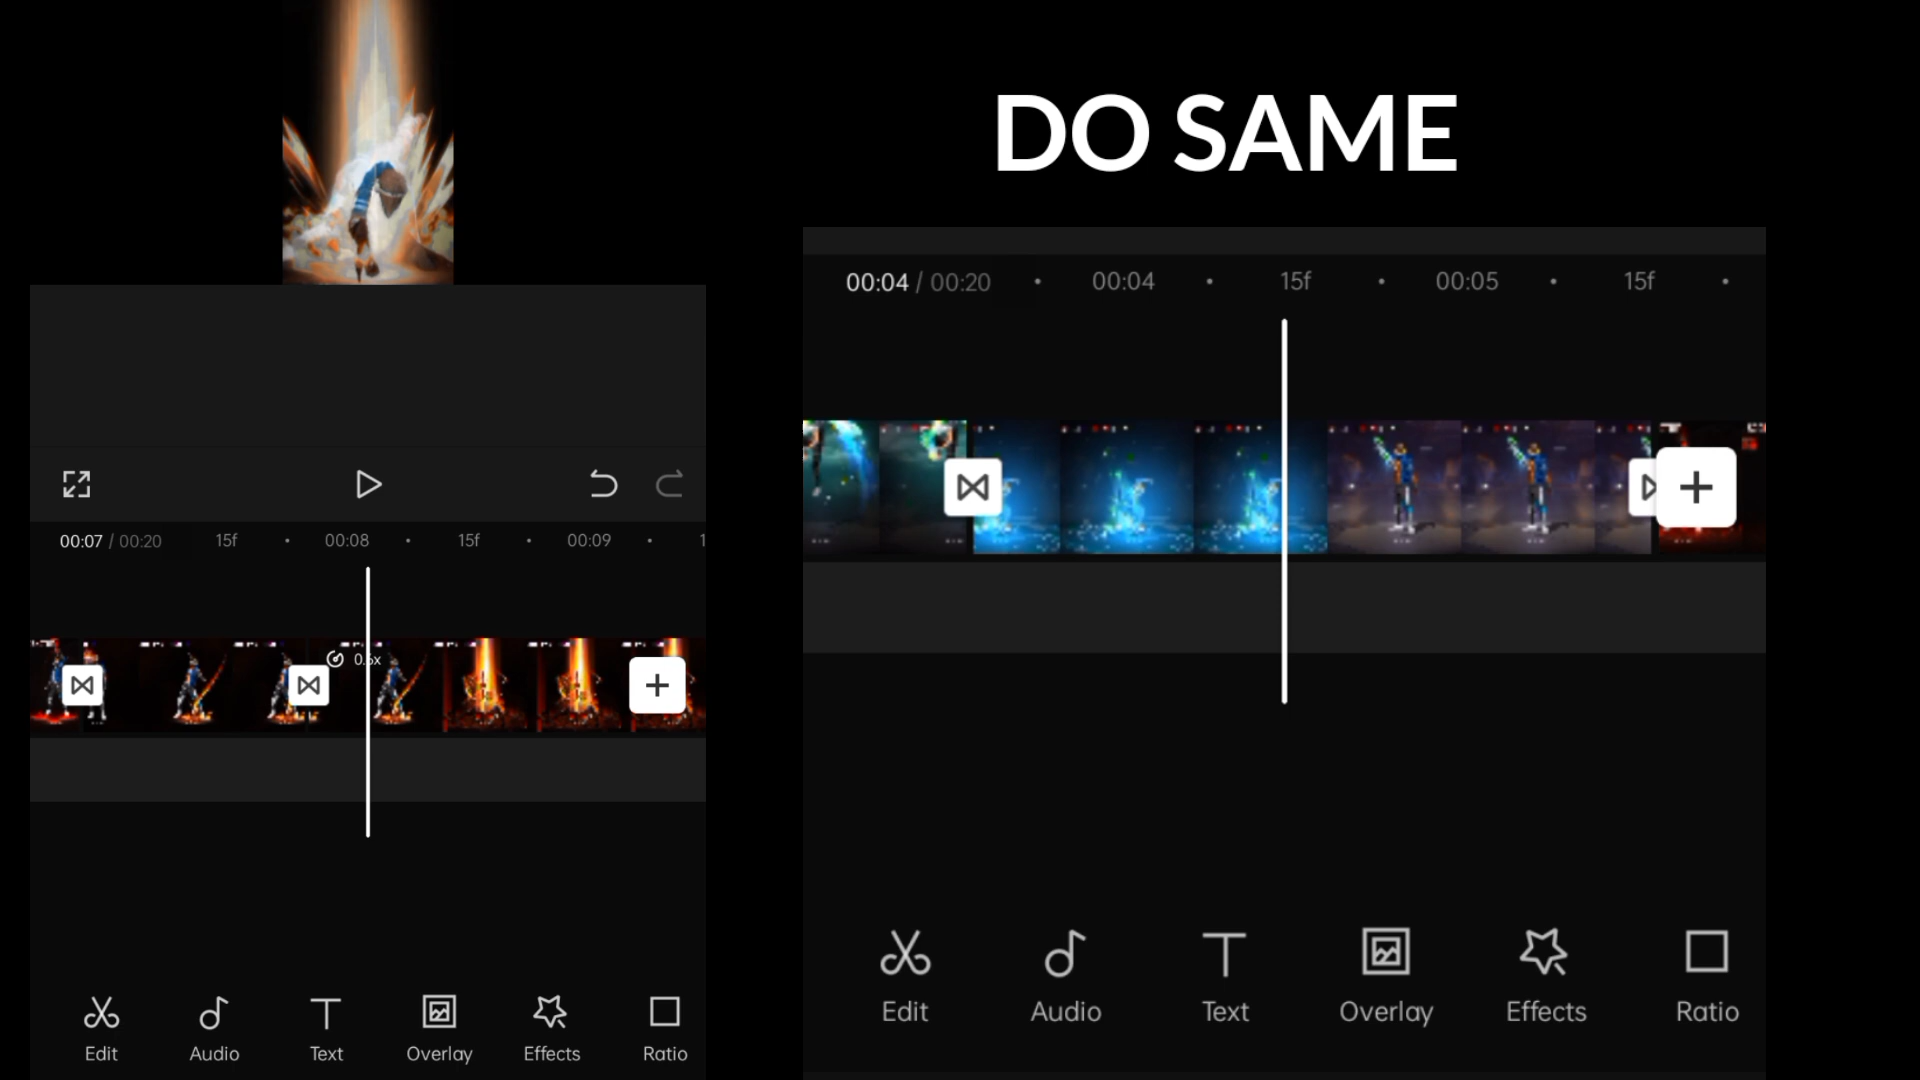 DO SAME
00:04 / 00:20 00:04 15f 00:05 15f
Edit Audio Text Overlay Effects Ratio
00:07 / 00:20 15f 00:08 15f 00:09
Edit Audio Text Overlay Effects Ratio